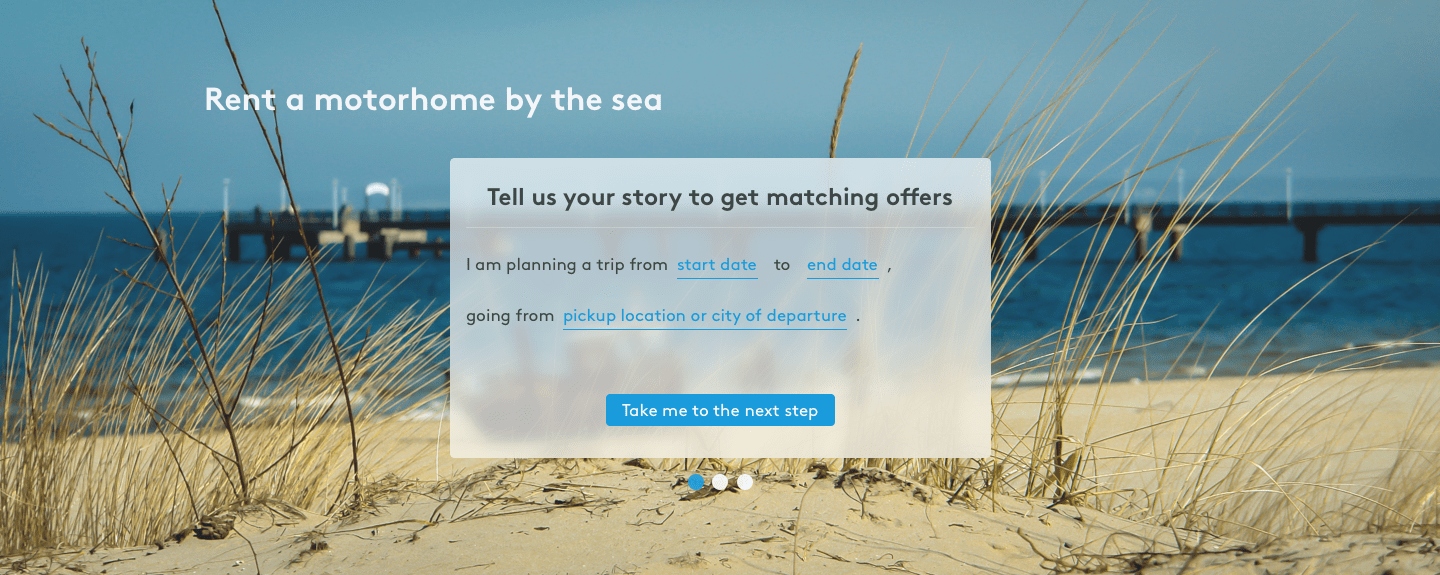 Rent a motorhome by the sea
Tell us your story to get matching offers
I am planning a trip from start date to end date ,
going from pickup location or city of departure .
Take me to the next step